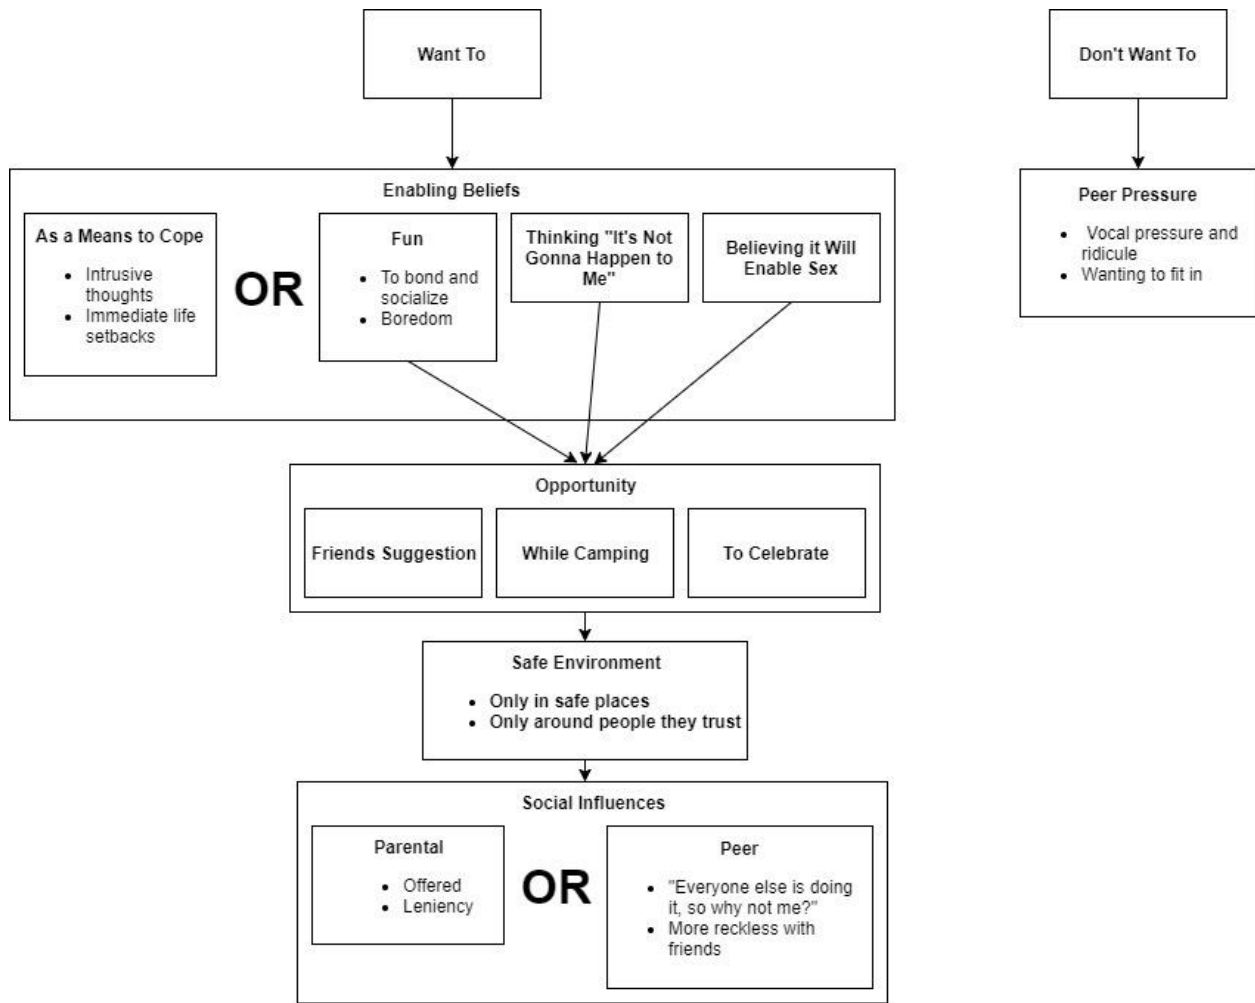 Want To
Don't Want To
Enabling Beliefs
As a Means to Cope
• Intrusive
thoughts
• Immediate life
setbacks
OR
Fun
• To bond and
socialize
• Boredom
Thinking "It's Not
Gonna Happen to
Me"
Believing it Will
Enable Sex
Peer Pressure
• Vocal pressure and
ridicule
• Wanting to fit in
Opportunity
Friends Suggestion
While Camping
To Celebrate
Safe Environment
• Only in safe places
• Only around people they trust
Social Influences
Parental
• Offered
• Leniency
OR
Peer
• "Everyone else is doing
it, so why not me?"
• More reckless with
friends